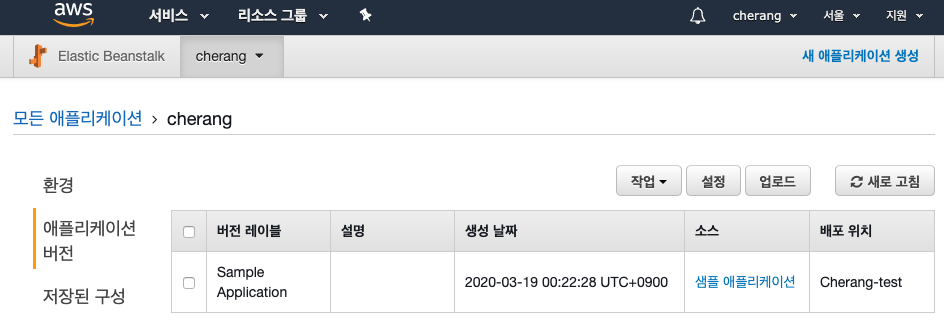 aws 서비스 리소스 그룹 cherang 서울 지원
Elastic Beanstalk cherang 새 애플리케이션 생성
모든 애플리케이션 > cherang
환경
애플리케이션
버전
저장된 구성
작업 설정 업로드 새로 고침
버전 레이블 설명 생성 날짜 소스 배포 위치
Sample
Application
2020-03-19 00:22:28 UTC+0900 샘플 애플리케이션 Cherang-test